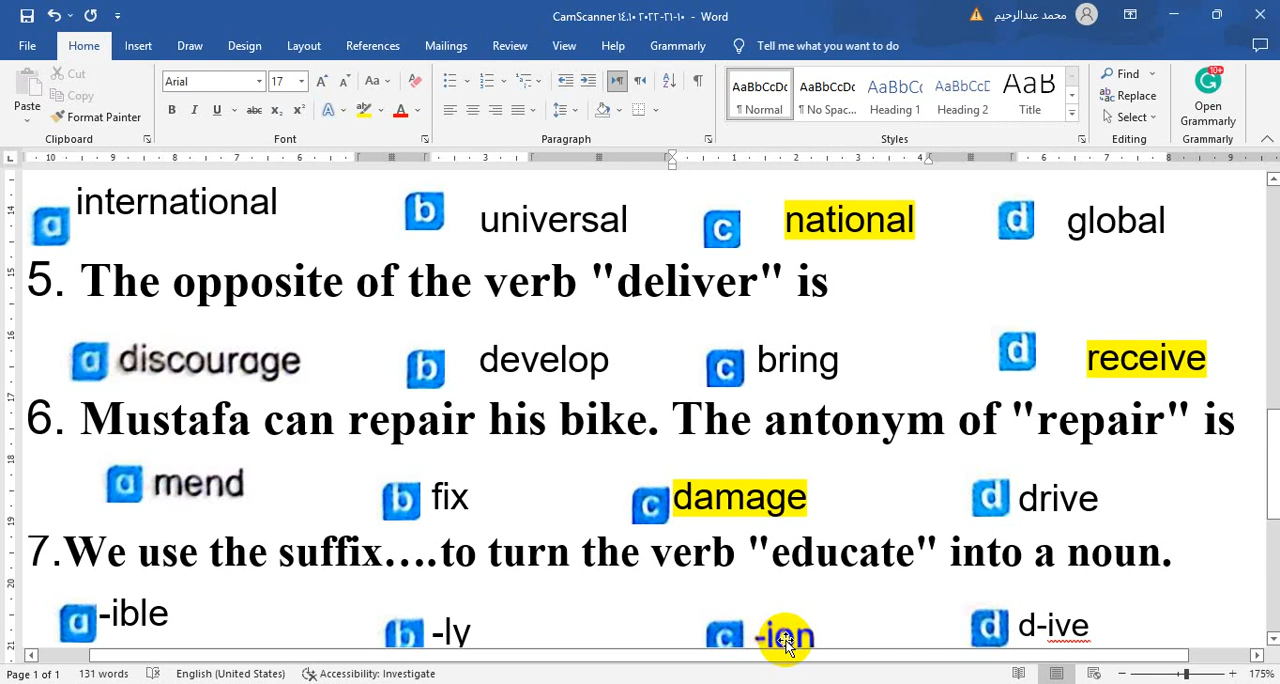 CamScanner ١٠-٢١-٢٠٢٢ ١٤.١ - Word
محمد عبدالرحيم
File Home Insert Draw Design Layout References Mailings Review View Help Grammarly Tell me what you want to do
Paste
Cut
Copy
Format Painter
Clipboard
Arial 17
Font
Paragraph
AaBbCcDc AaBbCcDc AaBbCc AaBbCcD AaB
¶ Normal ¶ No Spac... Heading 1 Heading 2 Title
Styles
Find
Replace
Select
Editing
Open
Grammarly
Grammarly
a international b universal c national d global
5. The opposite of the verb "deliver" is
a discourage b develop c bring d receive
6. Mustafa can repair his bike. The antonym of "repair" is
a mend b fix c damage d drive
7.We use the suffix….to turn the verb "educate" into a noun.
a -ible b -ly c -ion d d-ive
Page 1 of 1 131 words English (United States) Accessibility: Investigate 175%